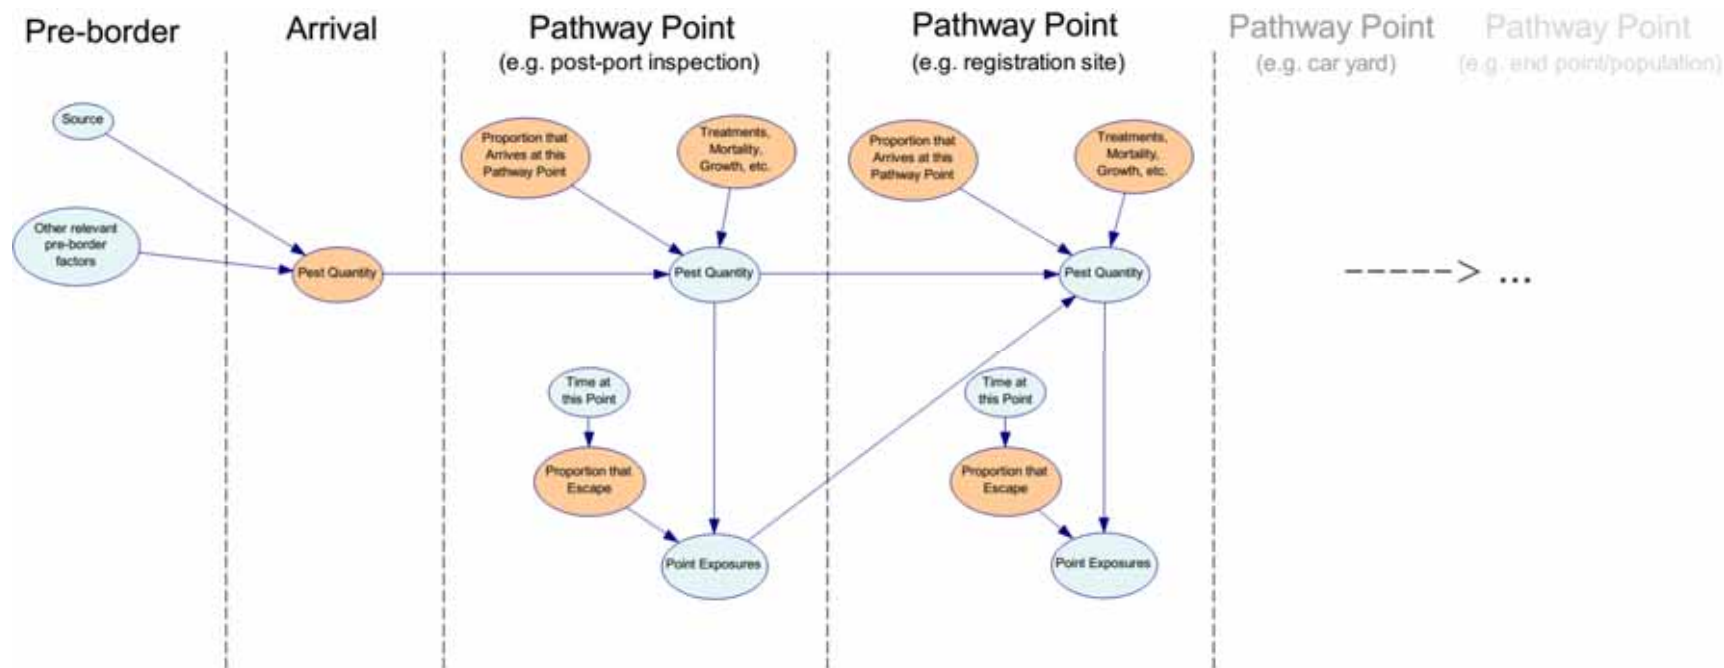 Pre-border
Arrival
Pathway Point
(e.g. post-port inspection)
Pathway Point
(e.g. registration site)
Pathway Point
(e.g. car yard)
Pathway Point
(e.g. end point/population)
Source
Other relevant
pre-border
factors
Pest Quantity
Proportion that
Arrives at this
Pathway Point
Treatments,
Mortality,
Growth, etc.
Pest Quantity
Time at
this Point
Proportion that
Escape
Point Exposures
Proportion that
Arrives at this
Pathway Point
Treatments,
Mortality,
Growth, etc.
Pest Quantity
Time at
this Point
Proportion that
Escape
Point Exposures
...